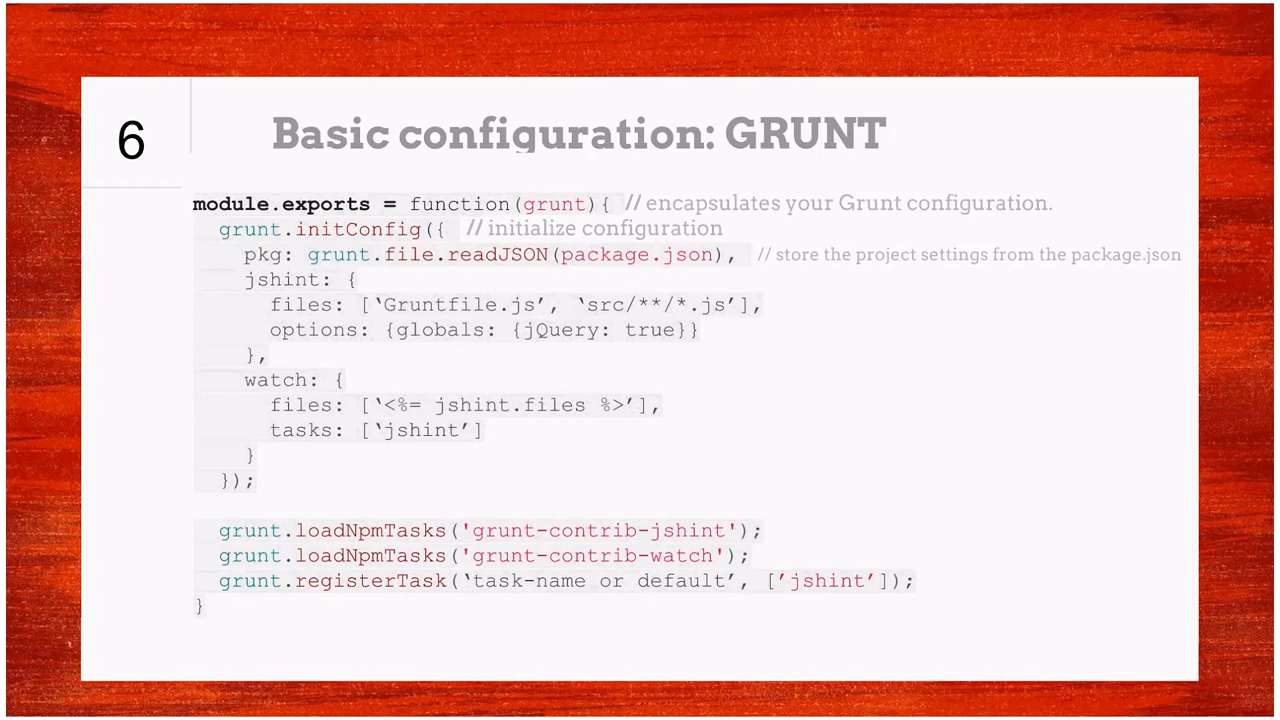 6
Basic configuration: GRUNT
module.exports = function(grunt){ // encapsulates your Grunt configuration.
grunt.initConfig({ // initialize configuration
pkg: grunt.file.readJSON(package.json), // store the project settings from the package.json
jshint: {
files: [‘Gruntfile.js’, ‘src/**/*.js’],
options: {globals: {jQuery: true}}
},
watch: {
files: [‘<%= jshint.files %>’],
tasks: [‘jshint’]
}
});
grunt.loadNpmTasks('grunt-contrib-jshint');
grunt.loadNpmTasks('grunt-contrib-watch');
grunt.registerTask(‘task-name or default’, [’jshint’]);
}